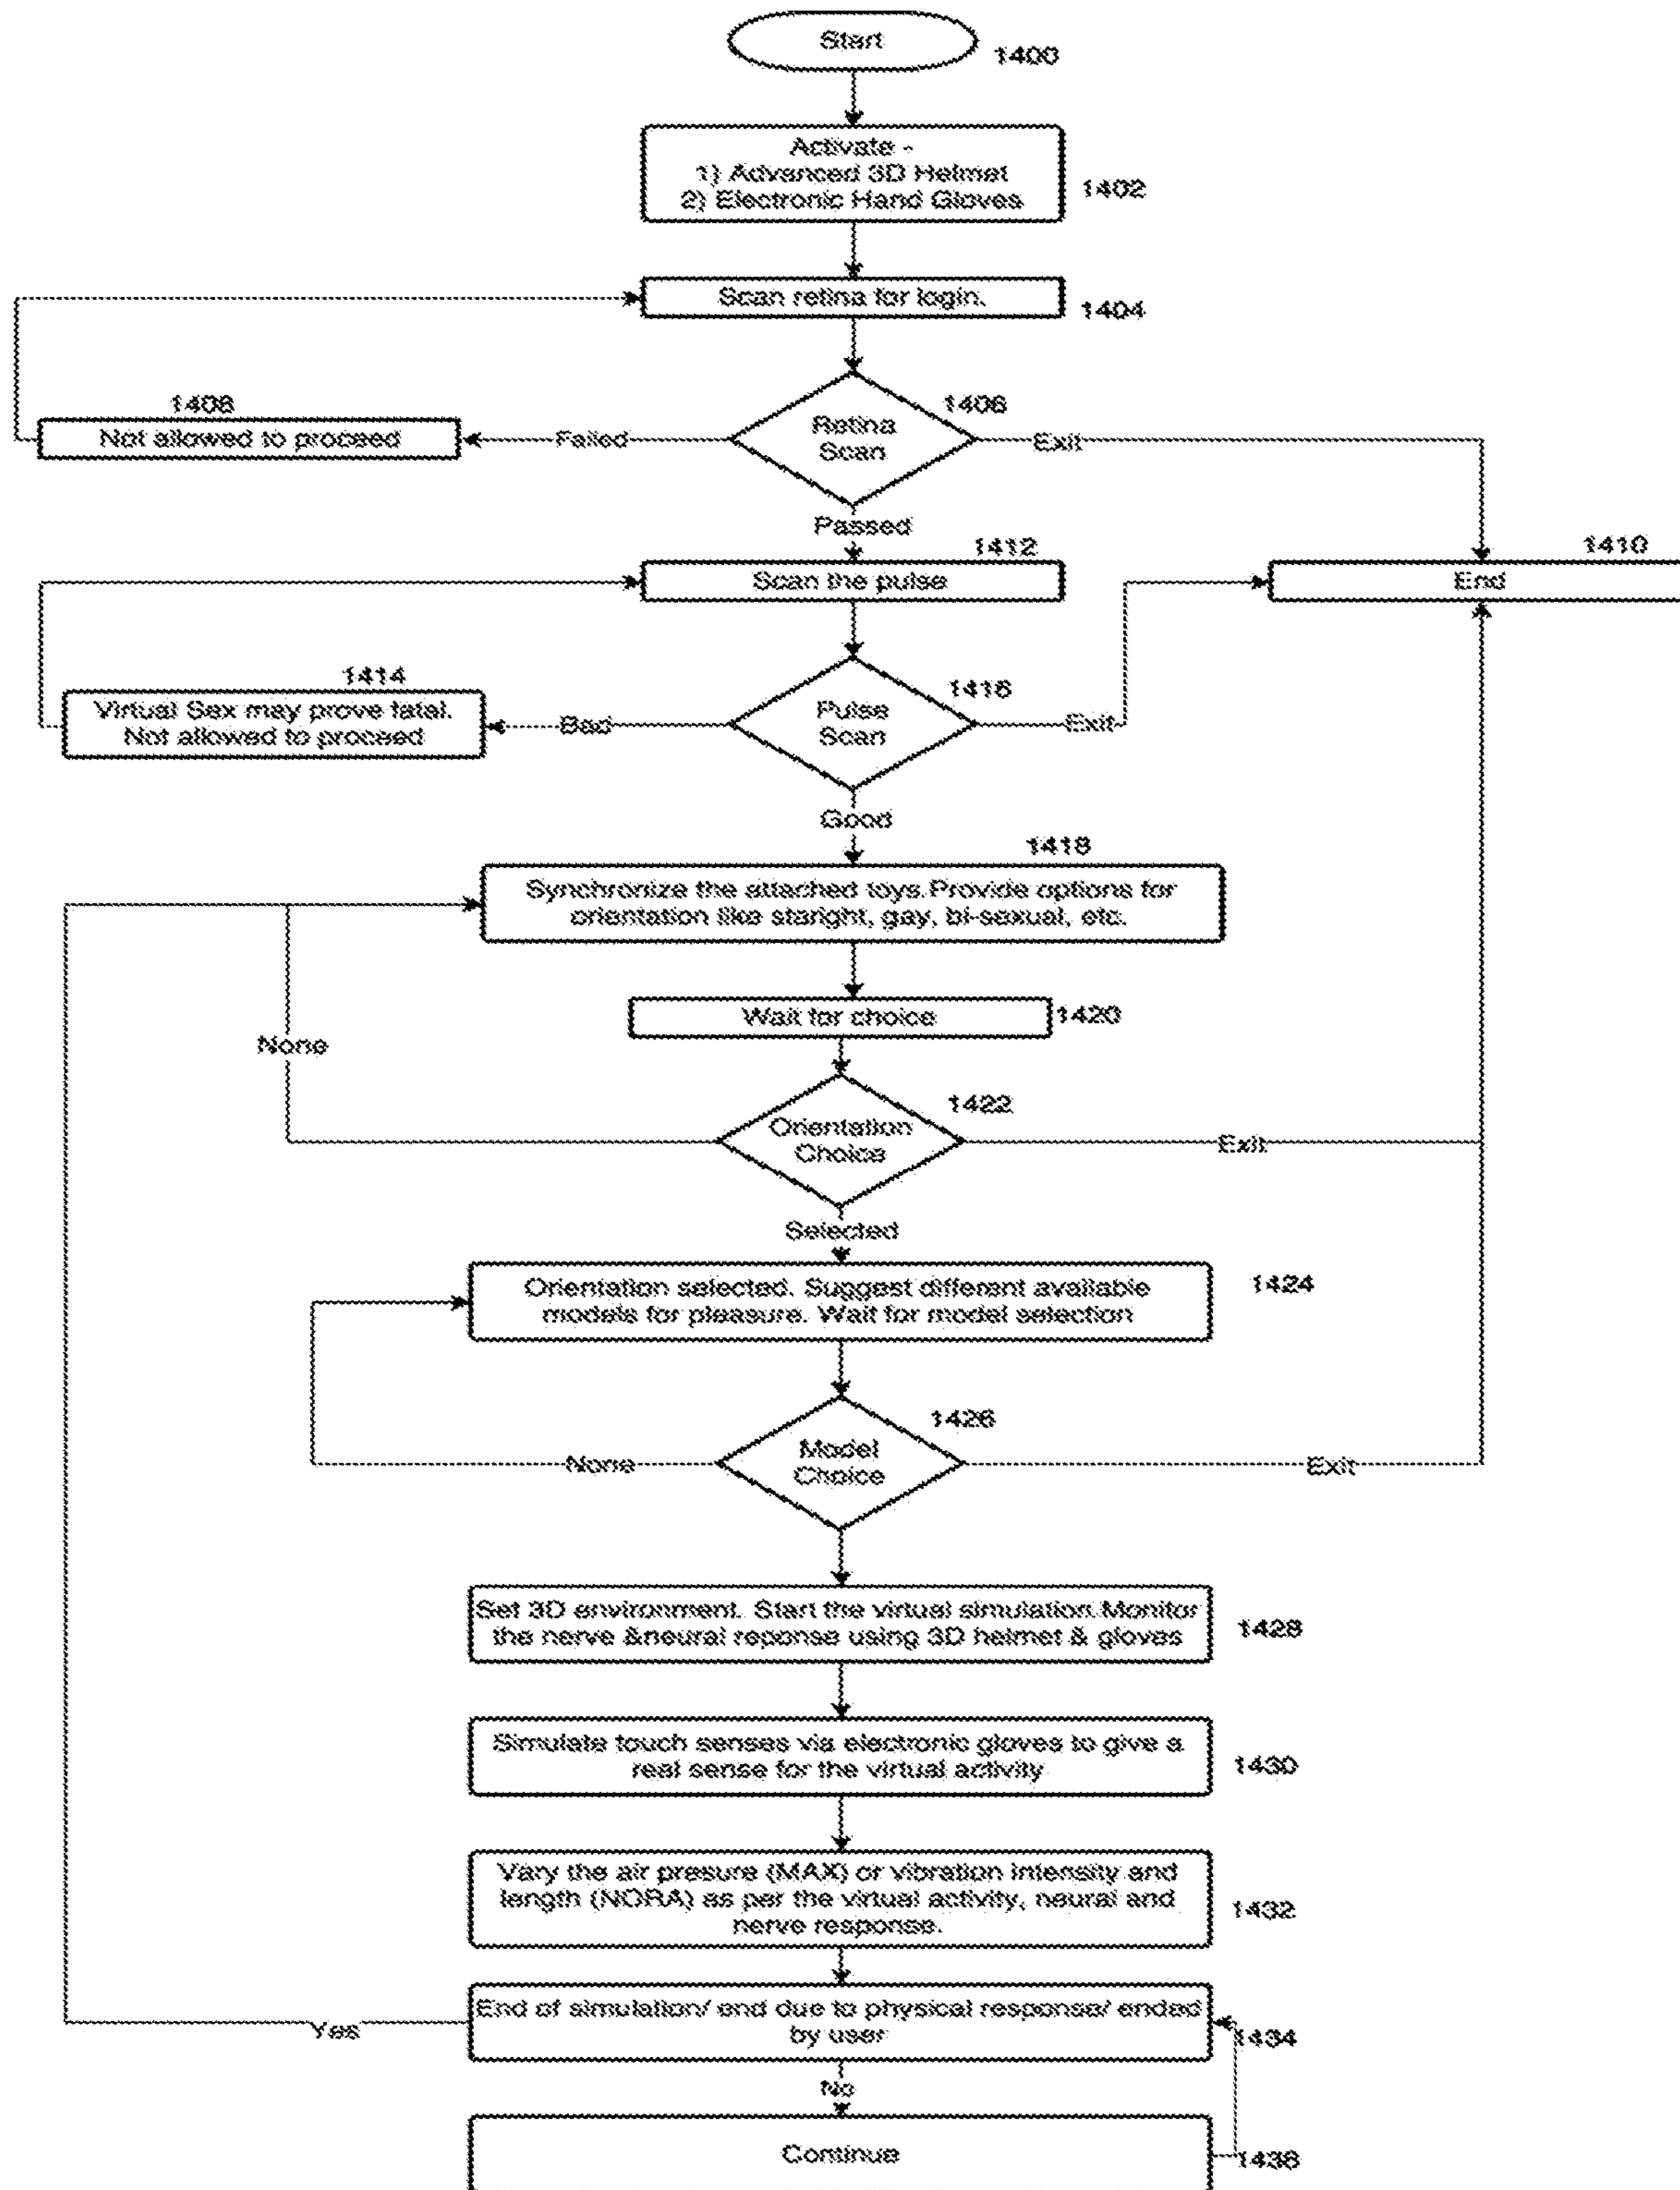 Start
1400
Activate -
1) Advanced 3D Helmet
2) Electronic Hand Gloves
1402
Scan retina for login.
1404
1408
Not allowed to proceed
Failed
Retina
Scan
1406
Exit
Passed
1412
Scan the pulse
1410
End
1414
Virtual Sex may prove fatal.
Not allowed to proceed
Bad
Pulse
Scan
1416
Exit
Good
1418
Synchronize the attached toys.Provide options for
orientation like staright, gay, bi-sexual, etc.
Wait for choice
1420
None
Orientation
Choice
1422
Exit
Selected
Orientation selected. Suggest different available
models for pleasure. Wait for model selection
1424
None
Model
Choice
1426
Exit
Set 3D environment. Start the virtual simulation.Monitor
the nerve &neural reponse using 3D helmet & gloves
1428
Simulate touch senses via electronic gloves to give a
real sense for the virtual activity
1430
Vary the air presure (MAX) or vibration intensity and
length (NORA) as per the virtual activity, neural and
nerve response.
1432
End of simulation/ end due to physical response/ ended
by user
1434
Yes
No
Continue
1436